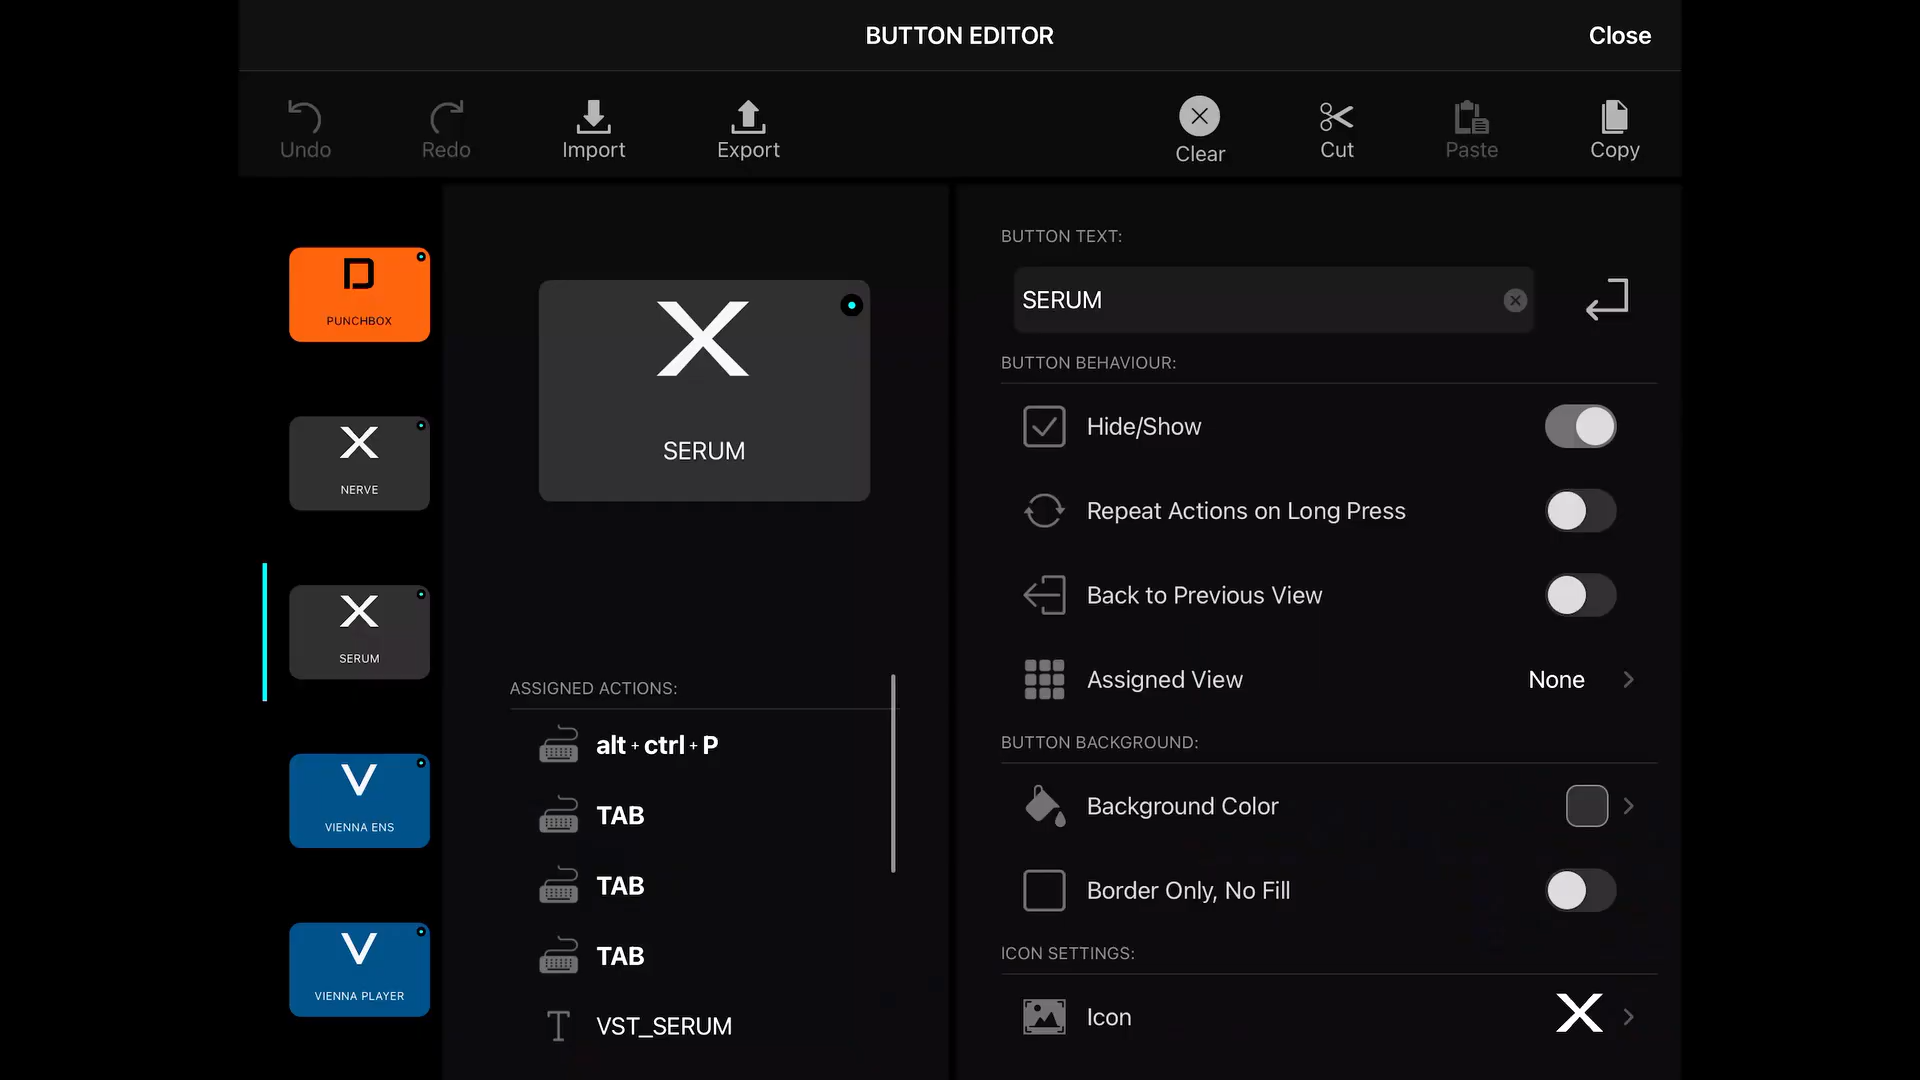 BUTTON EDITOR
Close
Undo
Redo
Import
Export
Clear
Cut
Paste
Copy
PUNCHBOX
NERVE
SERUM
VIENNA ENS
VIENNA PLAYER
SERUM
ASSIGNED ACTIONS:
alt + ctrl + P
TAB
TAB
TAB
VST_SERUM
BUTTON TEXT:
SERUM
BUTTON BEHAVIOUR:
Hide/Show
Repeat Actions on Long Press
Back to Previous View
Assigned View None
BUTTON BACKGROUND:
Background Color
Border Only, No Fill
ICON SETTINGS:
Icon